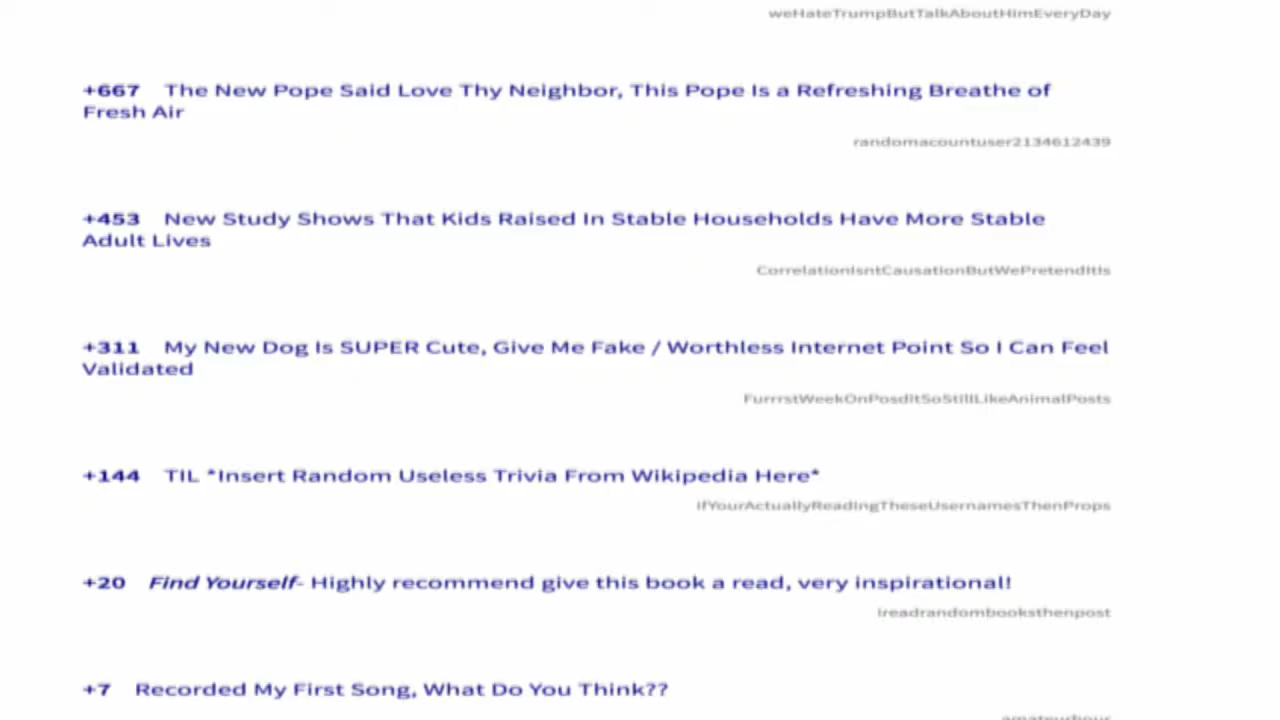 weHateTrumpButTalkAboutHimEveryDay
+667 The New Pope Said Love Thy Neighbor, This Pope Is a Refreshing Breathe of
Fresh Air
randomacountuser2134612439
+453 New Study Shows That Kids Raised In Stable Households Have More Stable
Adult Lives
CorrelationIsntCausationButWePretendItIs
+311 My New Dog Is SUPER Cute, Give Me Fake / Worthless Internet Point So I Can Feel
Validated
FurrrstWeekOnPosditSoStillLikeAnimalPosts
+144 TIL *Insert Random Useless Trivia From Wikipedia Here*
IfYourActuallyReadingTheseUsernamesThenProps
+20 Find Yourself- Highly recommend give this book a read, very inspirational!
ireadrandombooksthenpost
+7 Recorded My First Song, What Do You Think??
amateurhour